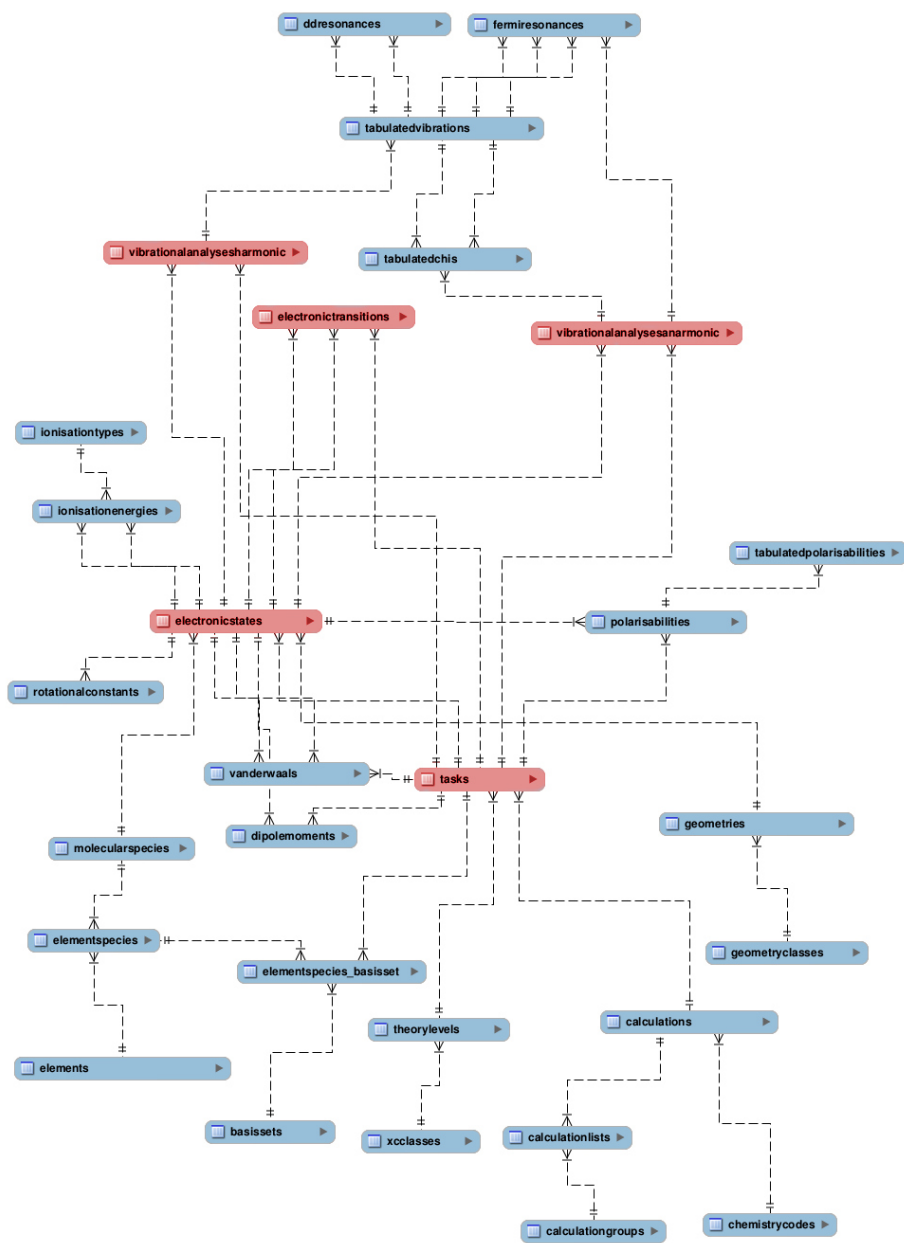 ddresonances
fermiresonances
tabulatedvibrations
vibrationalanalysesharmonic
tabulatedchis
electronictransitions
vibrationalanalysesanarmonic
ionisationtypes
ionisationenergies
tabulatedpolarisabilities
electronicstates
polarisabilities
rotationalconstants
vanderwaals
tasks
dipolemoments
geometries
molecularspecies
elementspecies
geometryclasses
elementspecies_basisset
theorylevels
calculations
elements
basissets
xcclasses
calculationlists
calculationgroups
chemistrycodes